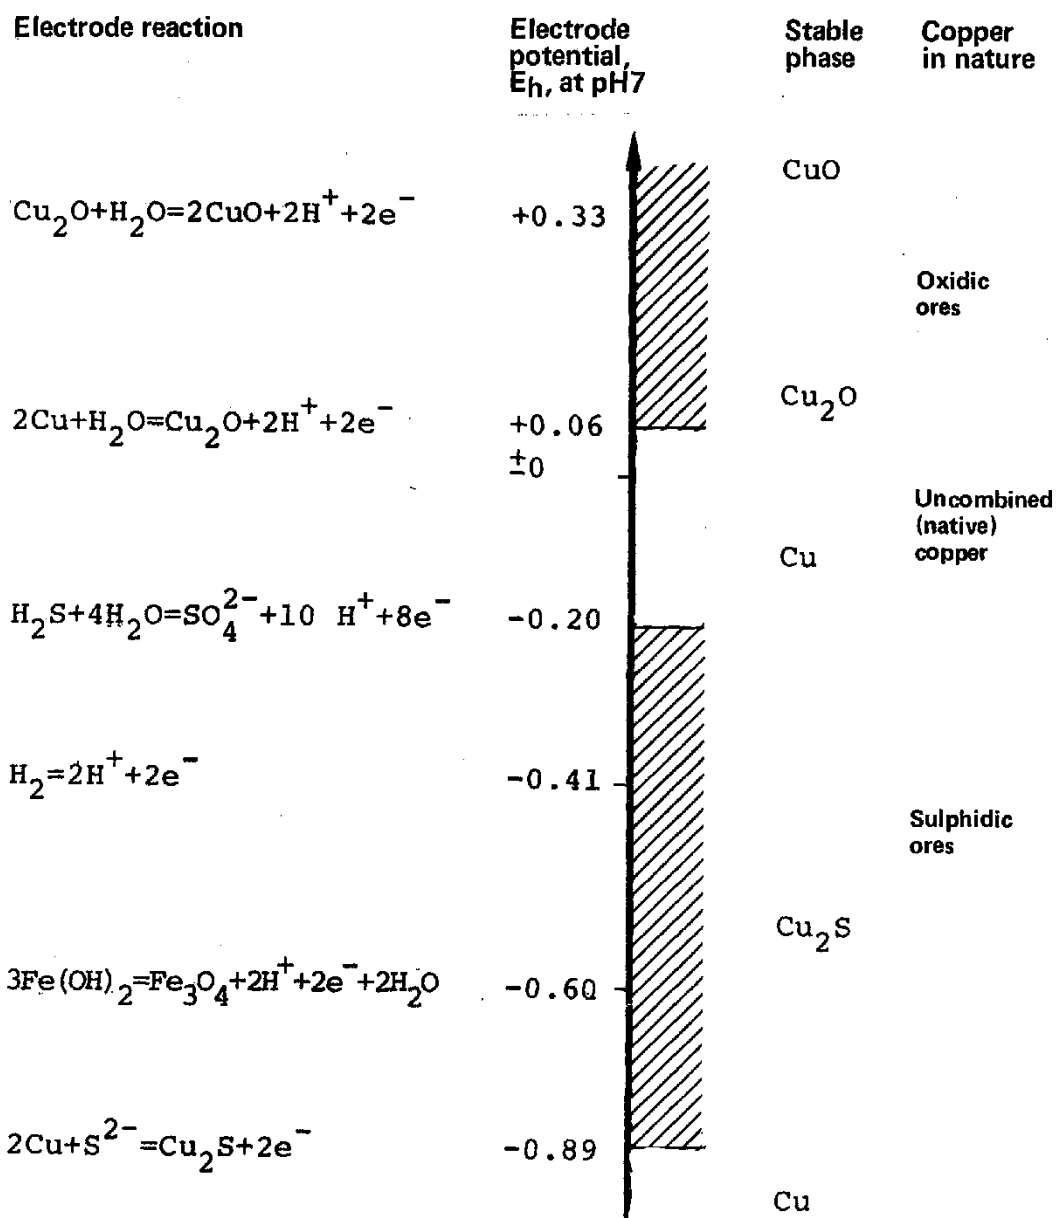 Electrode reaction
Electrode
potential,
Eh, at pH7
Stable
phase
Copper
in nature
CuO
Cu₂O+H₂O=2CuO+2H⁺+2e⁻ +0.33
Oxidic
ores
Cu₂O
2Cu+H₂O=Cu₂O+2H⁺+2e⁻ +0.06
±0
Uncombined
(native)
copper
Cu
H₂S+4H₂O=SO₄²⁻+10 H⁺+8e⁻ -0.20
H₂=2H⁺+2e⁻ -0.41
Sulphidic
ores
Cu₂S
3Fe(OH)₂=Fe₃O₄+2H⁺+2e⁻+2H₂O -0.60
2Cu+S²⁻=Cu₂S+2e⁻ -0.89
Cu